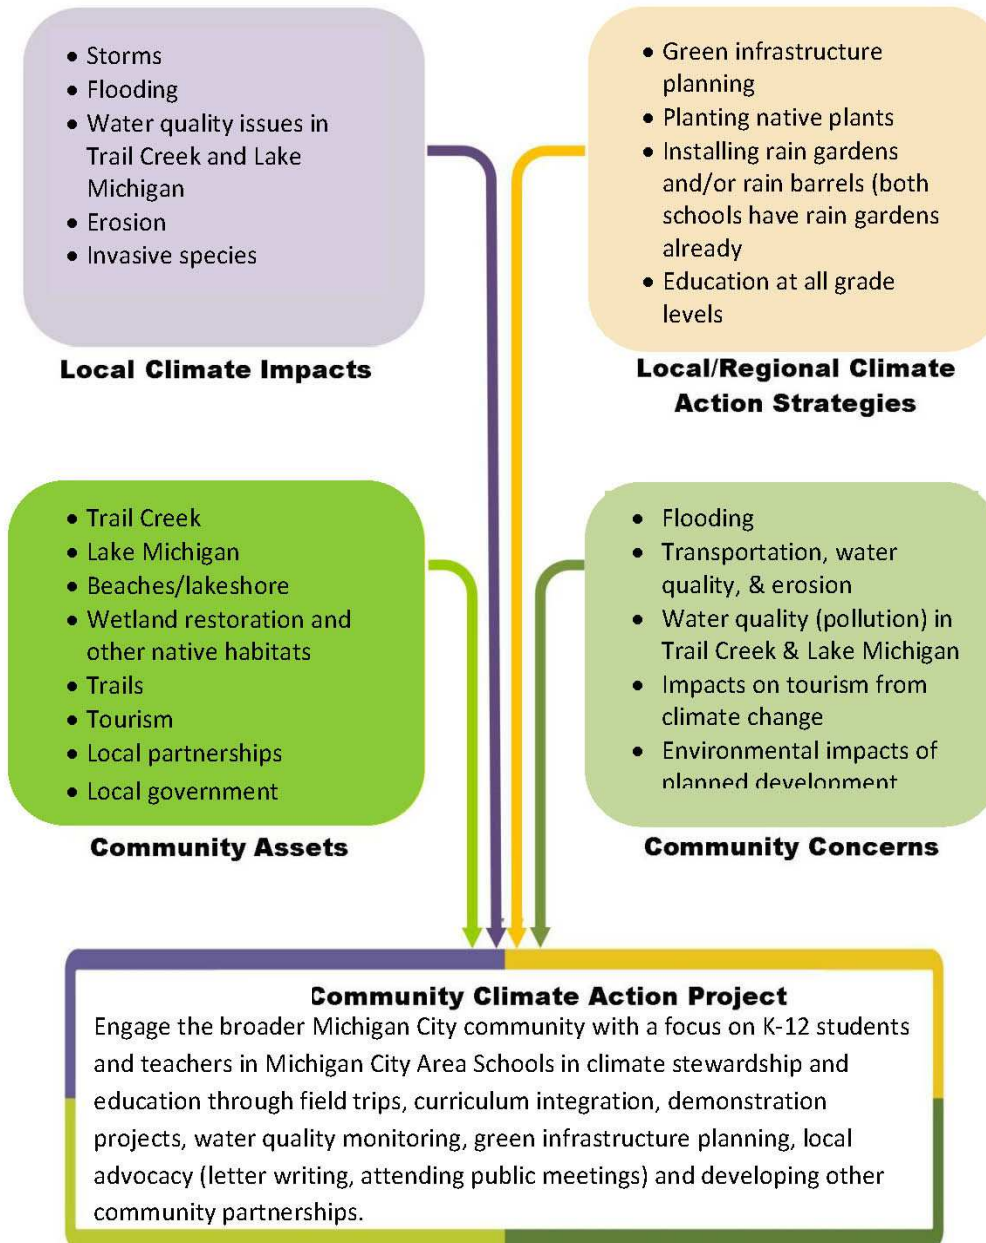 • Storms
• Flooding
• Water quality issues in
Trail Creek and Lake
Michigan
• Erosion
• Invasive species
Local Climate Impacts
• Green infrastructure
planning
• Planting native plants
• Installing rain gardens
and/or rain barrels (both
schools have rain gardens
already
• Education at all grade
levels
Local/Regional Climate
Action Strategies
• Trail Creek
• Lake Michigan
• Beaches/lakeshore
• Wetland restoration and
other native habitats
• Trails
• Tourism
• Local partnerships
• Local government
Community Assets
• Flooding
• Transportation, water
quality, & erosion
• Water quality (pollution) in
Trail Creek & Lake Michigan
• Impacts on tourism from
climate change
• Environmental impacts of
planned development
Community Concerns
Community Climate Action Project
Engage the broader Michigan City community with a focus on K-12 students
and teachers in Michigan City Area Schools in climate stewardship and
education through field trips, curriculum integration, demonstration
projects, water quality monitoring, green infrastructure planning, local
advocacy (letter writing, attending public meetings) and developing other
community partnerships.